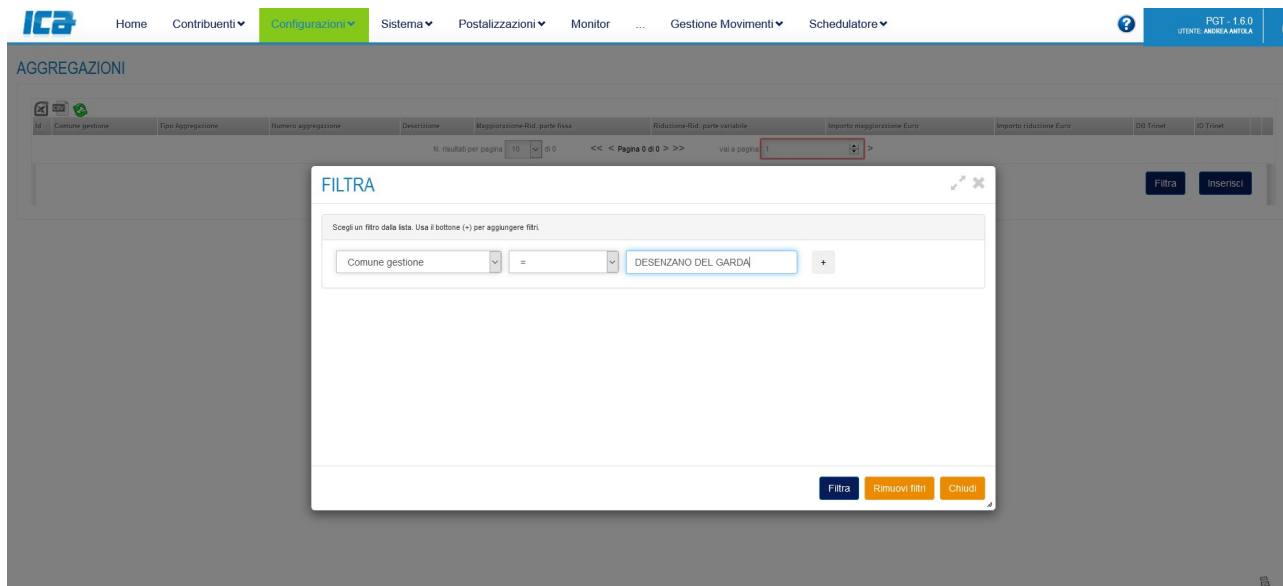 ICA Home Contribuenti Configurazioni Sistema Postalizzazioni Monitor ... Gestione Movimenti Schedulatore ? PGT - 1.6.0
UTENTE: ANDREA ANTOLA
AGGREGAZIONI
CSV
Id Comune gestione Tipo Aggregazione Numero aggregazione Descrizione Maggiorazione-Rid. parte fissa Riduzione-Rid. parte variabile Importo maggiorazione Euro Importo riduzione Euro DB Trinet ID Trinet
N. risultati per pagina 10 di 0 << < Pagina 0 di 0 > >> vai a pagina: 1 >
Filtra Inserisci
FILTRA
Scegli un filtro dalla lista. Usa il bottone (+) per aggiungere filtri.
Comune gestione = DESENZANO DEL GARDA +
Filtra Rimuovi filtri Chiudi